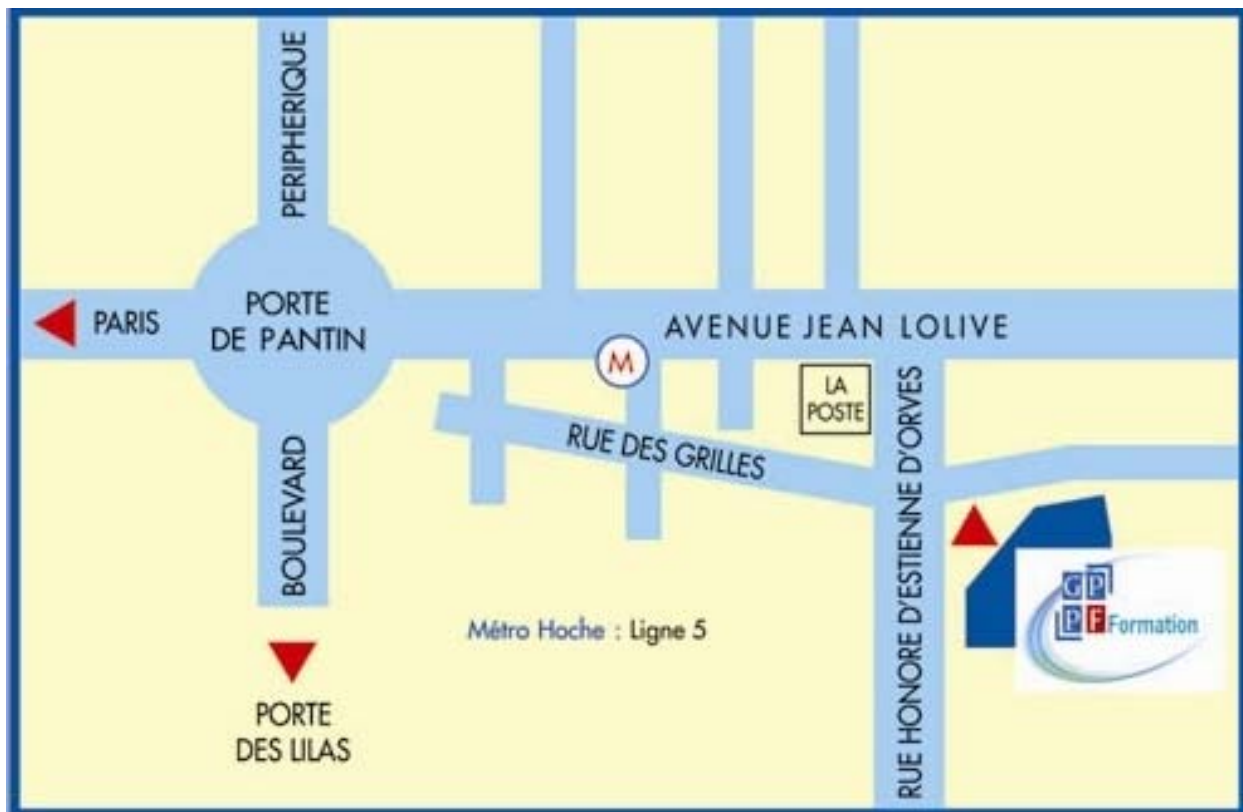 PERIPHERIQUE
PARIS
PORTE
DE PANTIN
AVENUE JEAN LOLIVE
M
LA
POSTE
RUE DES GRILLES
BOULEVARD
RUE HONORE D'ESTIENNE D'ORVES
GP
PF Formation
Métro Hoche : Ligne 5
PORTE
DES LILAS